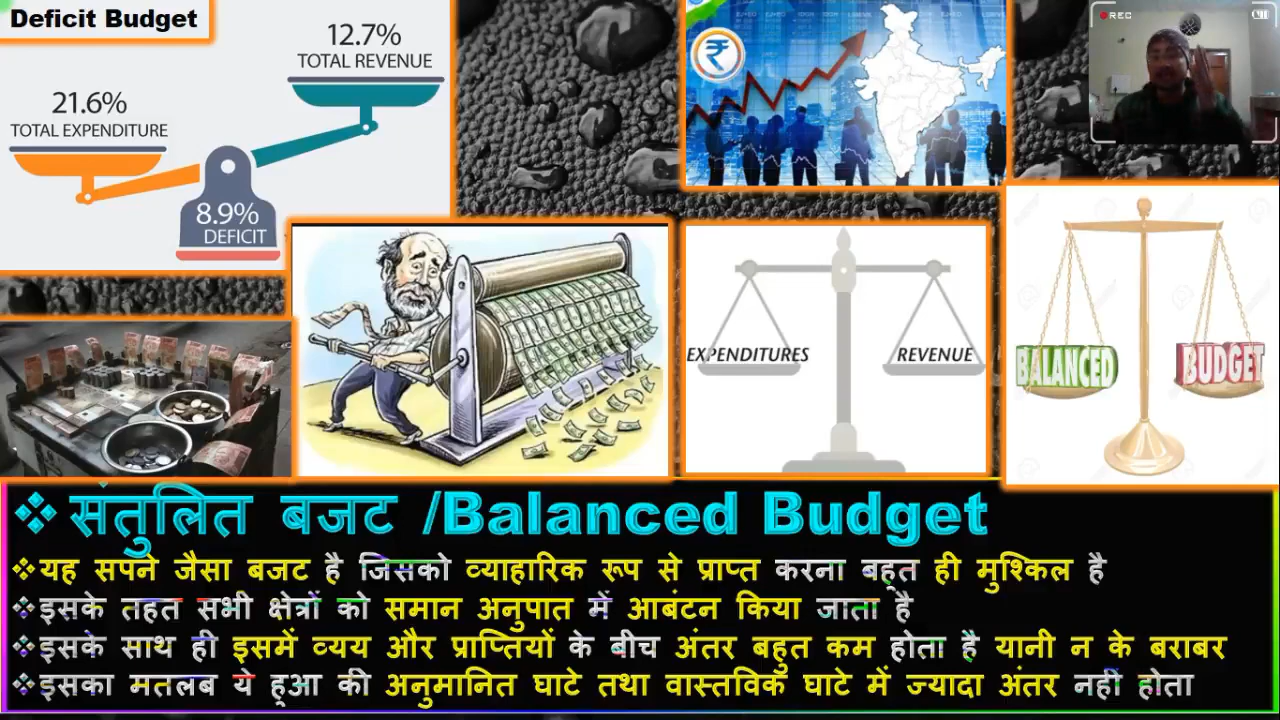 Deficit Budget
12.7%
TOTAL REVENUE
21.6%
TOTAL EXPENDITURE
8.9%
DEFICIT
REC
EXPENDITURES
REVENUE
BALANCED
BUDGET
❖संतुलित बजट /Balanced Budget
❖यह सपने जैसा बजट है जिसको व्याहारिक रूप से प्राप्त करना बहुत ही मुश्किल है
❖इसके तहत सभी क्षेत्रों को समान अनुपात में आबंटन किया जाता है
❖इसके साथ ही इसमें व्यय और प्राप्तियों के बीच अंतर बहुत कम होता है यानी न के बराबर
❖इसका मतलब ये हुआ की अनुमानित घाटे तथा वास्तविक घाटे में ज्यादा अंतर नहीं होता